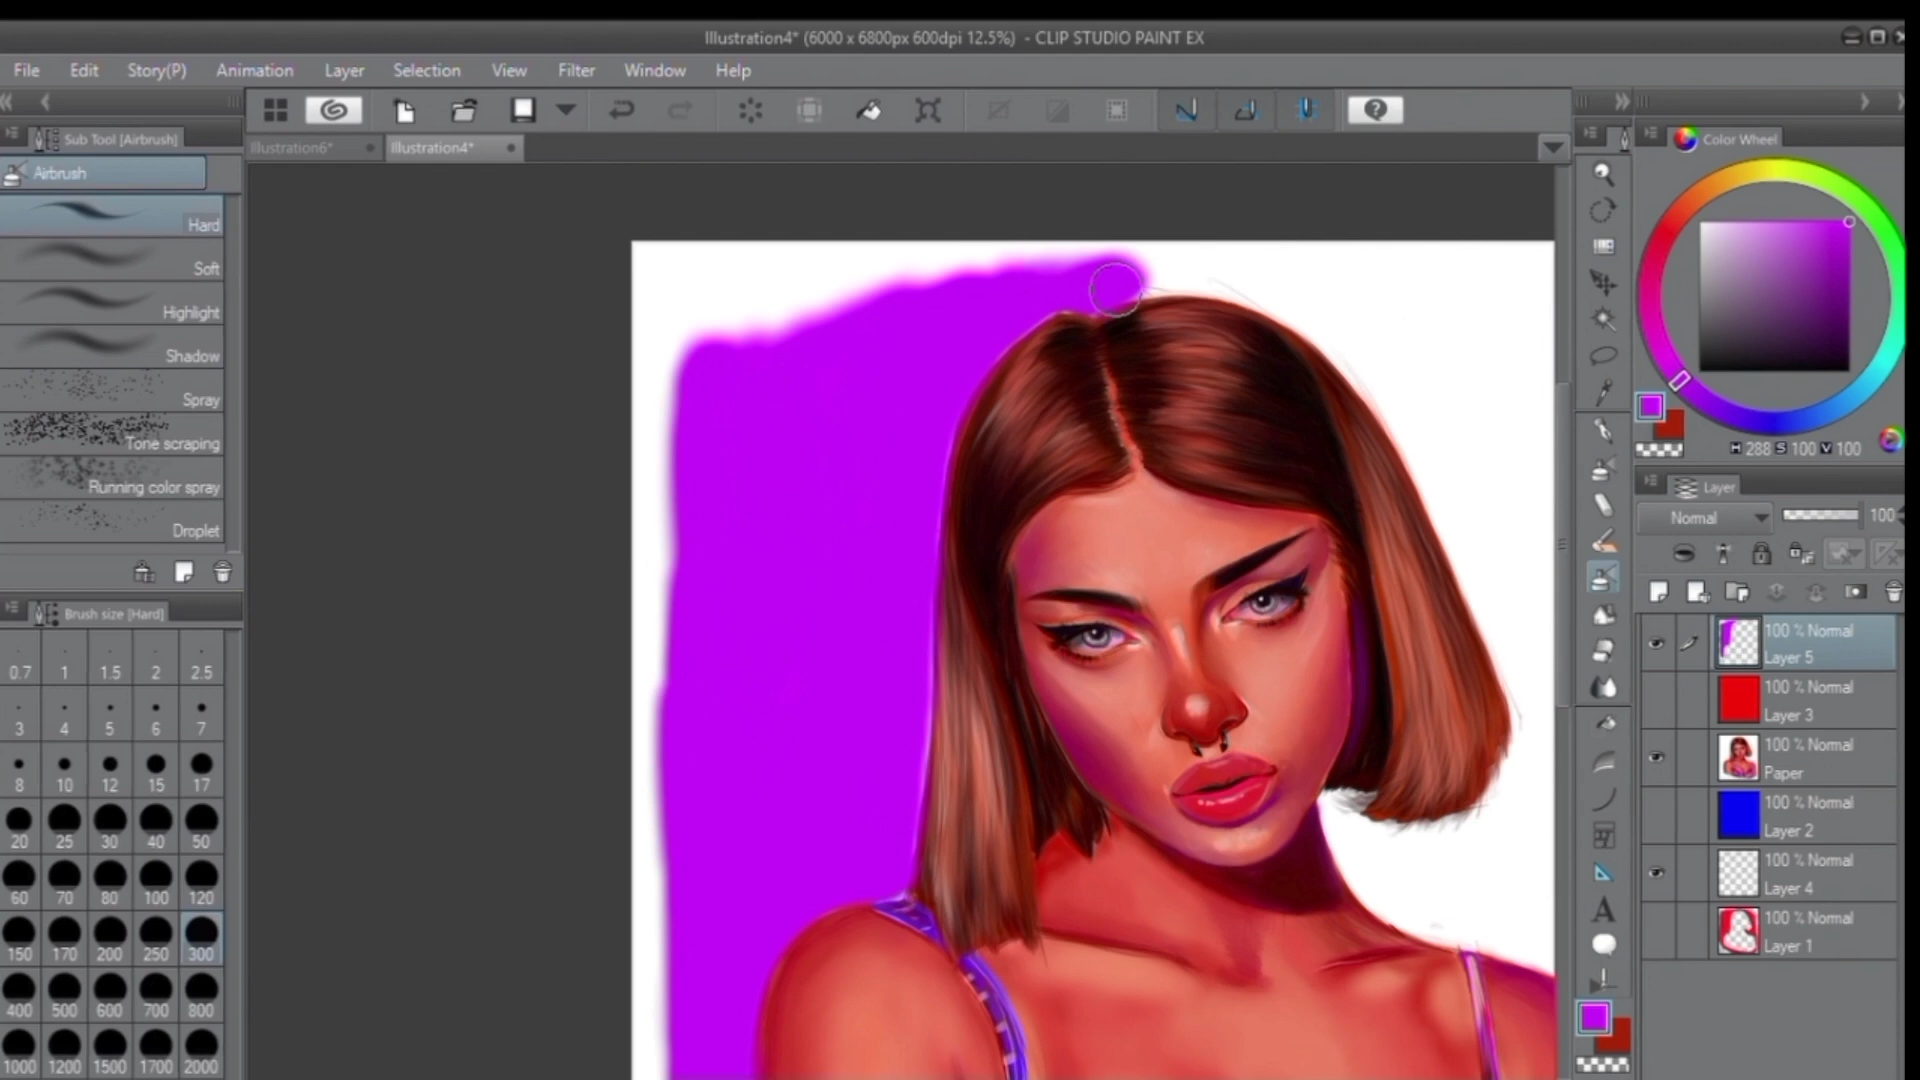 Illustration4* (6000 x 6800px 600dpi 12.5%) - CLIP STUDIO PAINT EX
File Edit Story(P) Animation Layer Selection View Filter Window Help
Sub Tool [Airbrush]
Airbrush
Hard
Soft
Highlight
Shadow
Spray
Tone scraping
Running color spray
Droplet
Brush size [Hard]
0.7 1 1.5 2 2.5
3 4 5 6 7
8 10 12 15 17
20 25 30 40 50
60 70 80 100 120
150 170 200 250 300
400 500 600 700 800
1000 1200 1500 1700 2000
Illustration6* Illustration4*
A
Color Wheel
H 288 S 100 V 100
Layer
Normal 100
100 % Normal
Layer 5
100 % Normal
Layer 3
100 % Normal
Paper
100 % Normal
Layer 2
100 % Normal
Layer 4
100 % Normal
Layer 1